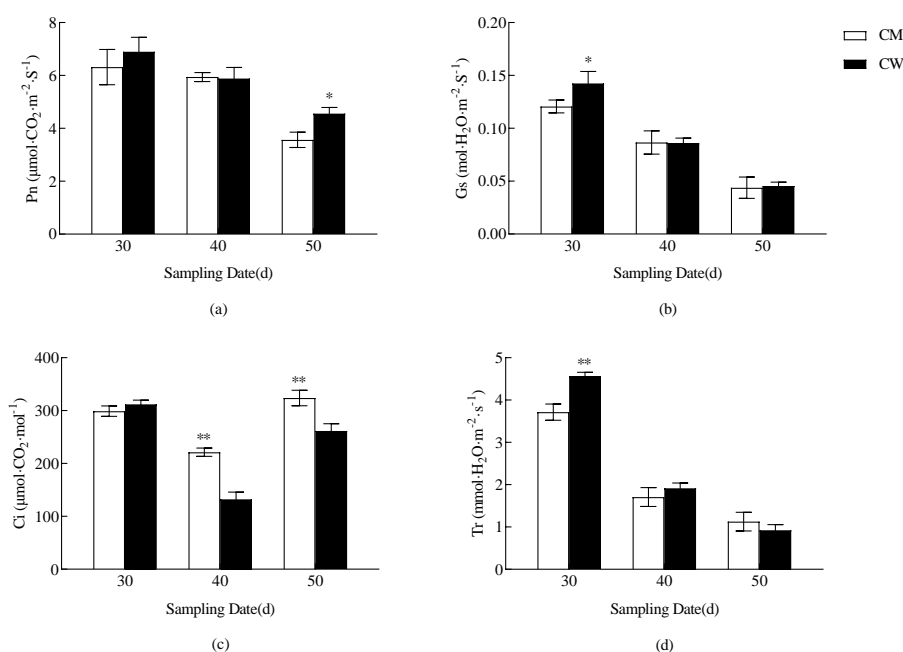 8
6
4
2
0
Pn (μmol·CO₂·m⁻²·S⁻¹)
*
30 40 50
Sampling Date(d)
(a)
0.20
0.15
0.10
0.05
0.00
Gs (mol·H₂O·m⁻²·S⁻¹)
*
30 40 50
Sampling Date(d)
(b)
CM
CW
400
300
200
100
0
Ci (μmol·CO₂·mol⁻¹)
**
**
30 40 50
Sampling Date(d)
(c)
5
4
3
2
1
0
Tr (mmol·H₂O·m⁻²·s⁻¹)
**
30 40 50
Sampling Date(d)
(d)